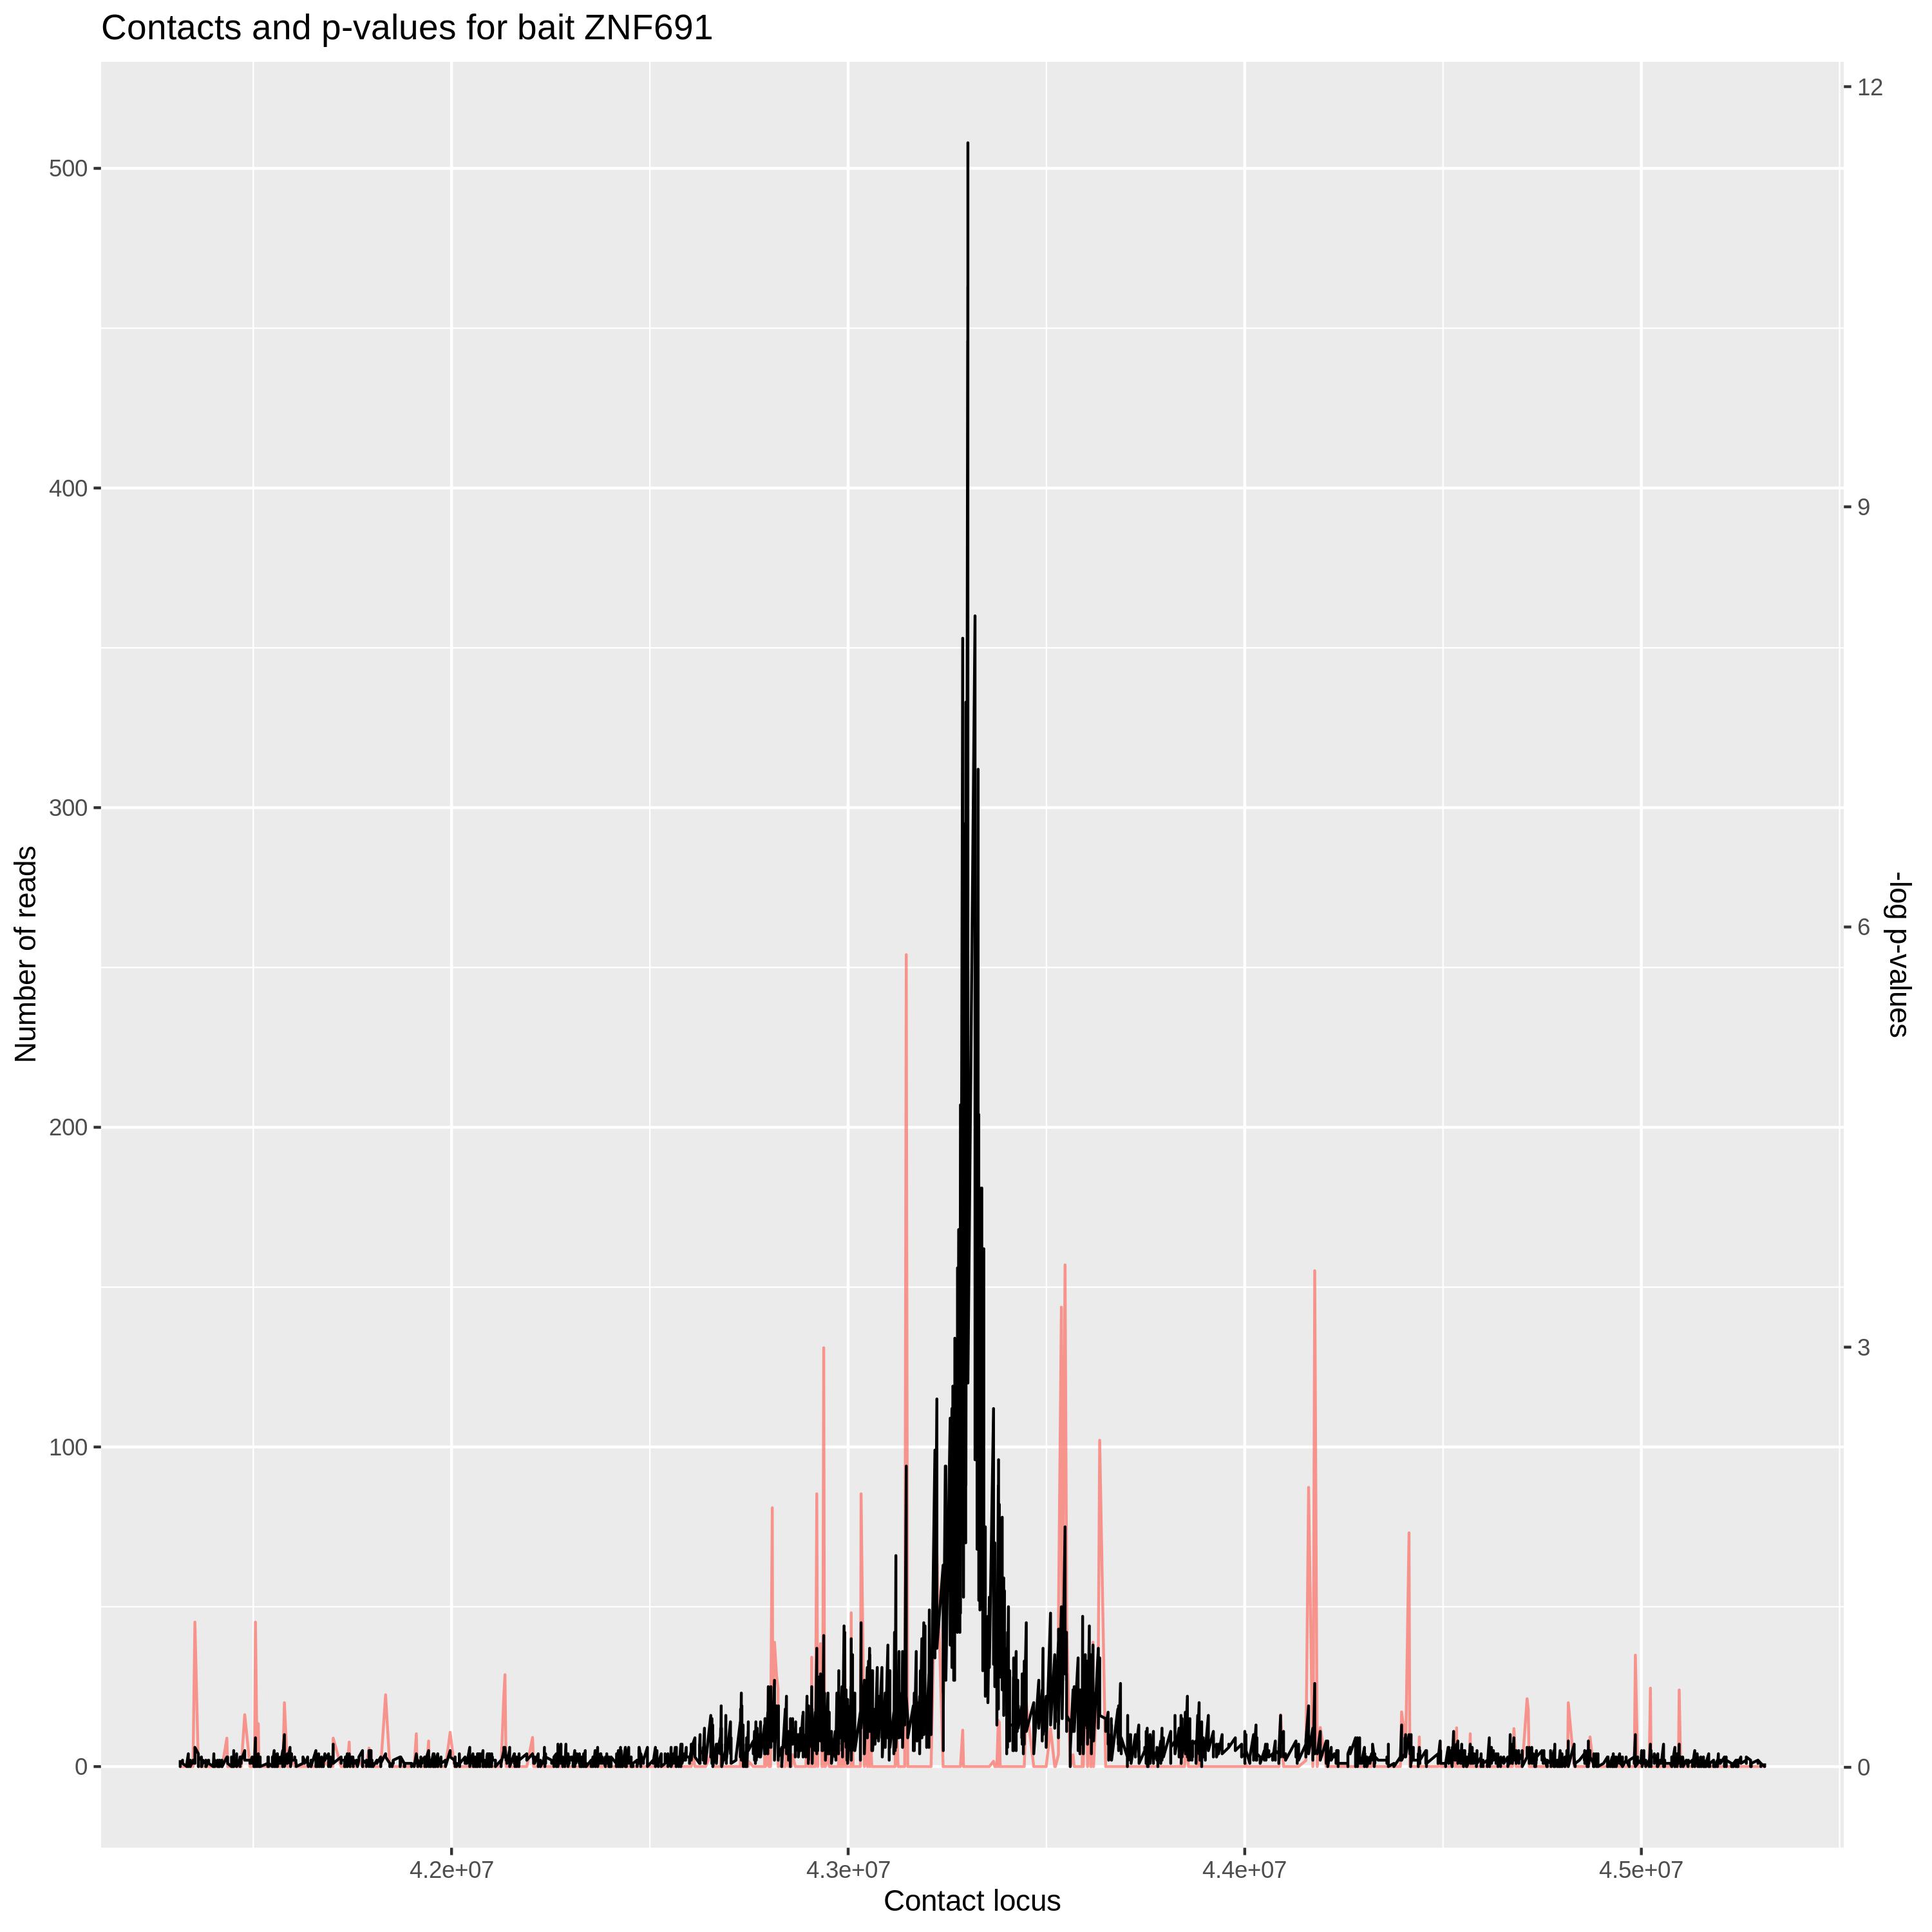 Contacts and p-values for bait ZNF691
Number of reads
500
400
300
200
100
0
12
9
6
3
0
-log p-values
4.2e+07
4.3e+07
4.4e+07
4.5e+07
Contact locus